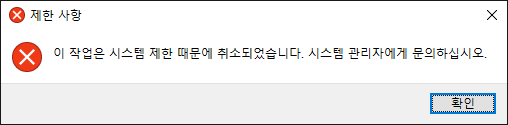 제한 사항
이 작업은 시스템 제한 때문에 취소되었습니다. 시스템 관리자에게 문의하십시오.
확인